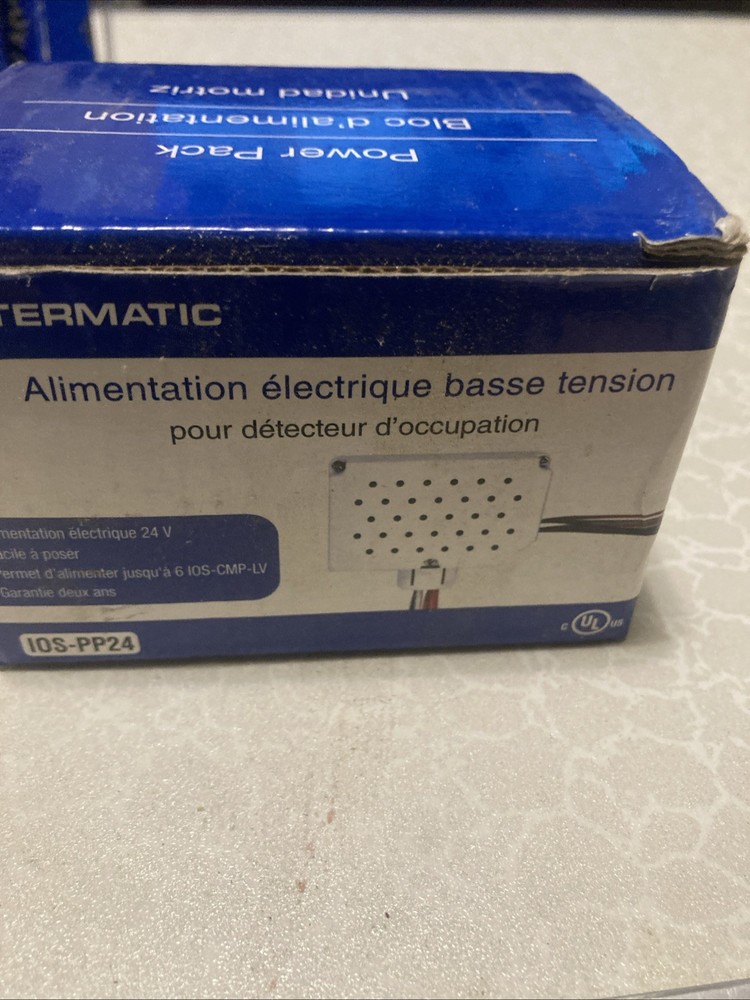 Unidad motriz
Bloc d'alimentation
Power Pack
TERMATIC
Alimentation électrique basse tension
pour détecteur d'occupation
mentation électrique 24 V
acile à poser
ermet d'alimenter jusqu'à 6 IOS-CMP-LV
Garantie deux ans
IOS-PP24
C UL US